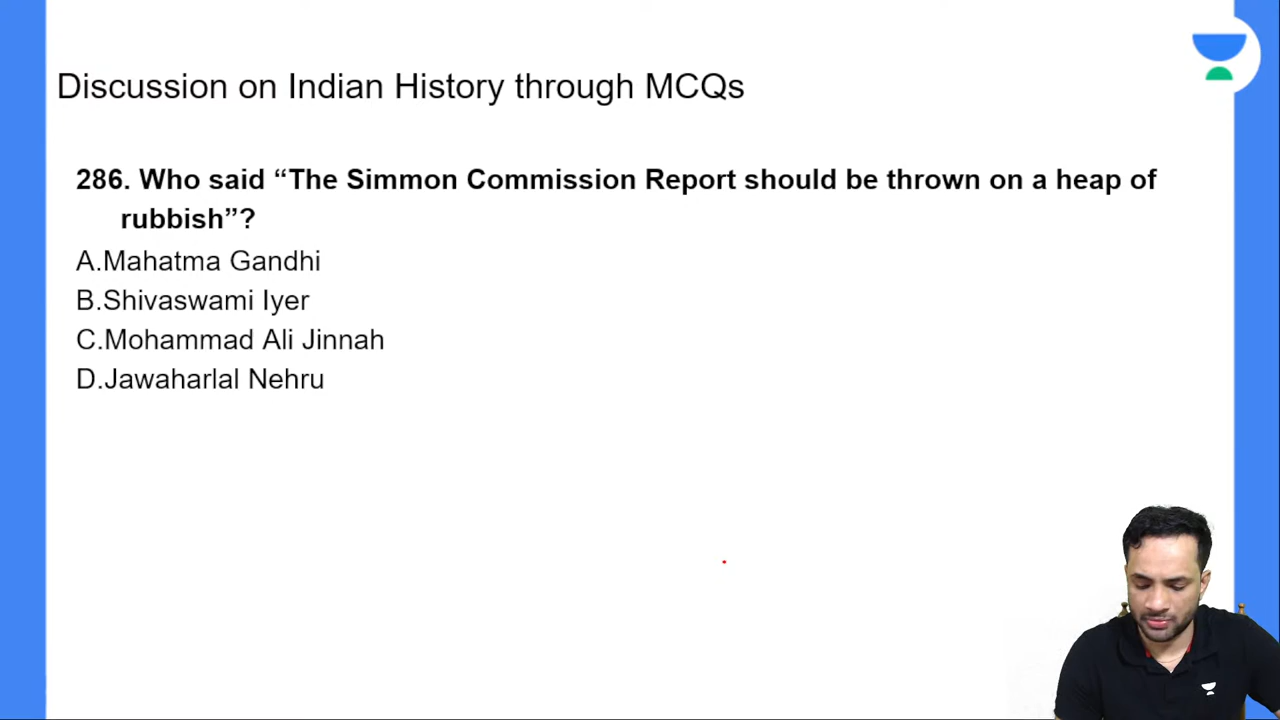 Discussion on Indian History through MCQs
286. Who said “The Simmon Commission Report should be thrown on a heap of
rubbish”?
A.Mahatma Gandhi
B.Shivaswami Iyer
C.Mohammad Ali Jinnah
D.Jawaharlal Nehru